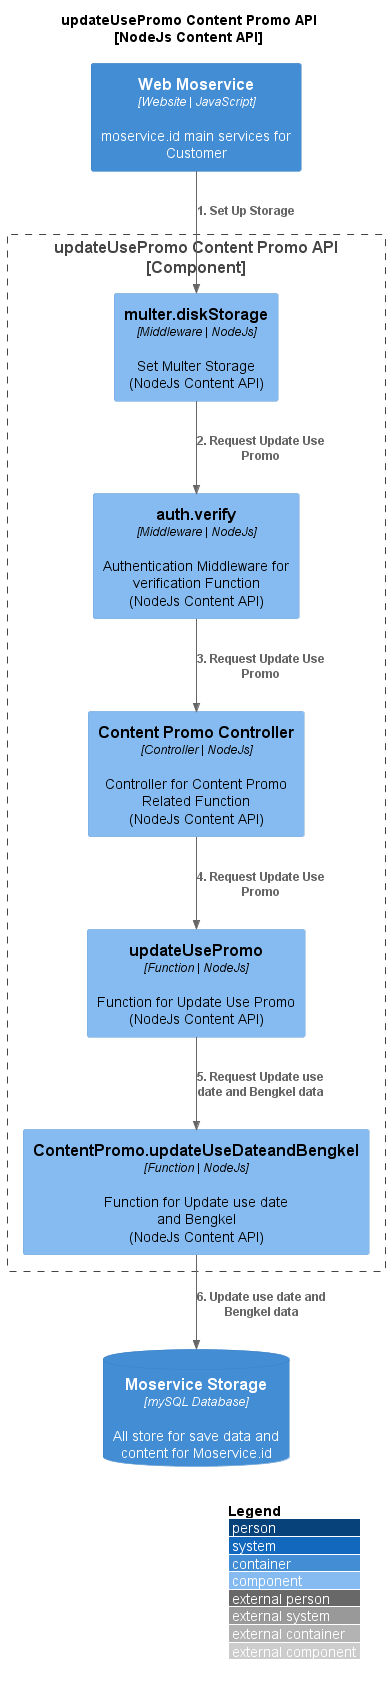 updateUsePromo Content Promo API
[NodeJs Content API]
Web Moservice
[Website | JavaScript]
moservice.id main services for
Customer
1. Set Up Storage
updateUsePromo Content Promo API
[Component]
multer.diskStorage
[Middleware | NodeJs]
Set Multer Storage
(NodeJs Content API)
2. Request Update Use
Promo
auth.verify
[Middleware | NodeJs]
Authentication Middleware for
verification Function
(NodeJs Content API)
3. Request Update Use
Promo
Content Promo Controller
[Controller | NodeJs]
Controller for Content Promo
Related Function
(NodeJs Content API)
4. Request Update Use
Promo
updateUsePromo
[Function | NodeJs]
Function for Update Use Promo
(NodeJs Content API)
5. Request Update use
date and Bengkel data
ContentPromo.updateUseDateandBengkel
[Function | NodeJs]
Function for Update use date
and Bengkel
(NodeJs Content API)
6. Update use date and
Bengkel data
Moservice Storage
[mySQL Database]
All store for save data and
content for Moservice.id
Legend
person
system
container
component
external person
external system
external container
external component